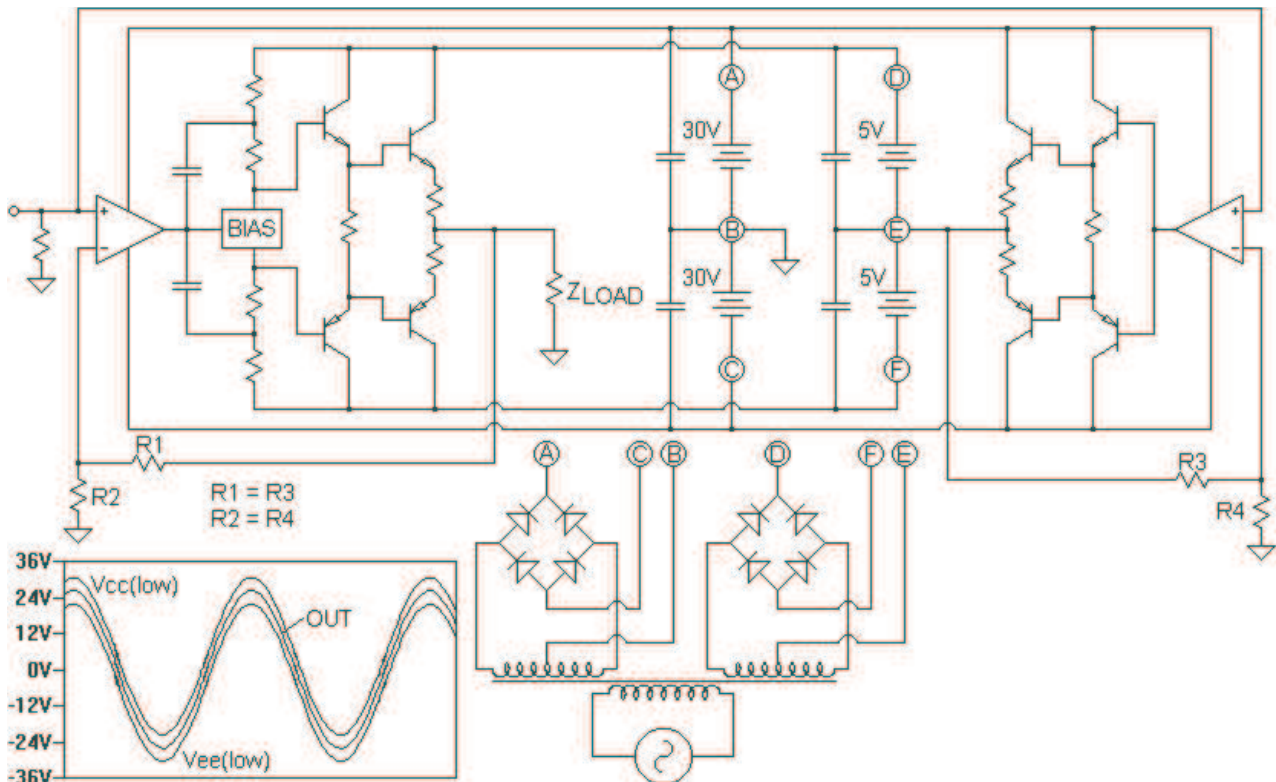 A
D
30V
5V
+
−
BIAS
B
E
+
−
ZLOAD
30V
5V
C
F
R1
A
C
B
D
F
E
R3
R2
R1 = R3
R2 = R4
R4
36V
Vcc(low)
24V
OUT
12V
0V
-12V
-24V
Vee(low)
-36V